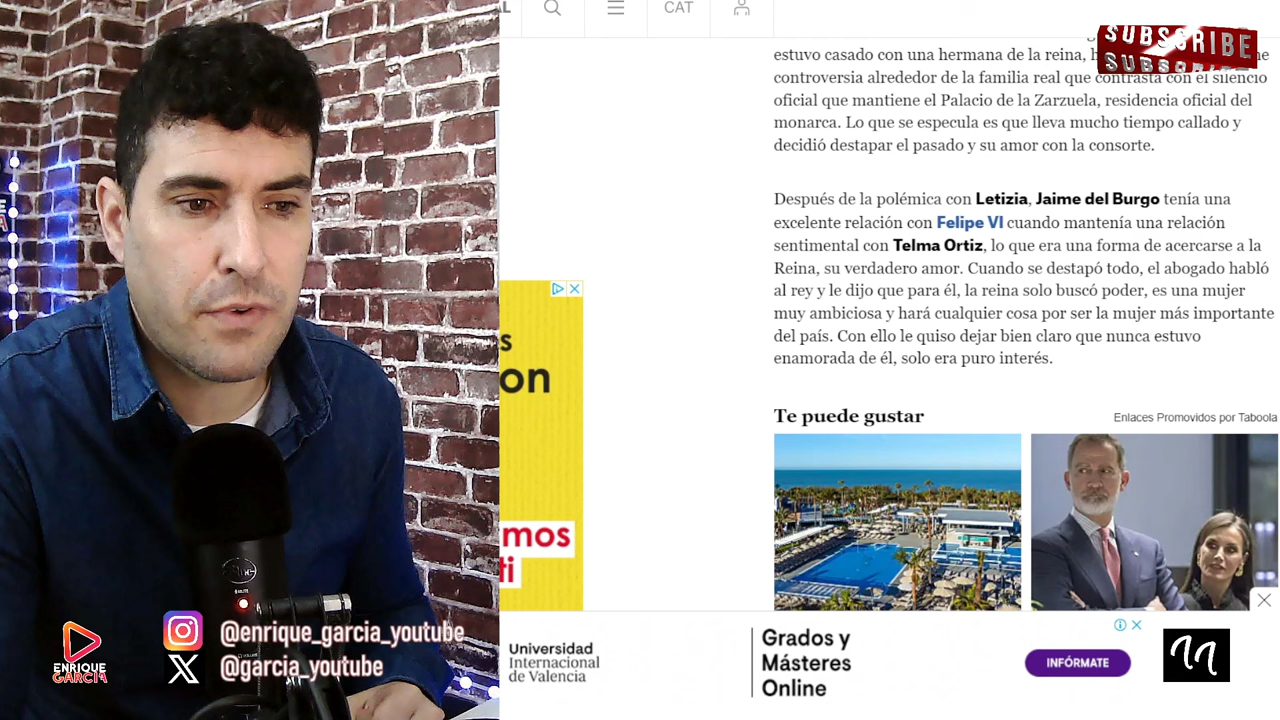 AL
CAT
SUBSCRIBE
estuvo casado con una hermana de la reina,
controversia alrededor de la familia real que contrasta con el silencio
oficial que mantiene el Palacio de la Zarzuela, residencia oficial del
monarca. Lo que se especula es que lleva mucho tiempo callado y
decidió destapar el pasado y su amor con la consorte.
Después de la polémica con Letizia, Jaime del Burgo tenía una
excelente relación con Felipe VI cuando mantenía una relación
sentimental con Telma Ortiz, lo que era una forma de acercarse a la
Reina, su verdadero amor. Cuando se destapó todo, el abogado habló
al rey y le dijo que para él, la reina solo buscó poder, es una mujer
muy ambiciosa y hará cualquier cosa por ser la mujer más importante
del país. Con ello le quiso dejar bien claro que nunca estuvo
enamorada de él, solo era puro interés.
Te puede gustar
Enlaces Promovidos por Taboola
s
on
mos
ti
@enrique_garcia_youtube
@garcia_youtube
ENRIQUE
GARCIA
Universidad
Internacional
de Valencia
Grados y
Másteres
Online
INFÓRMATE